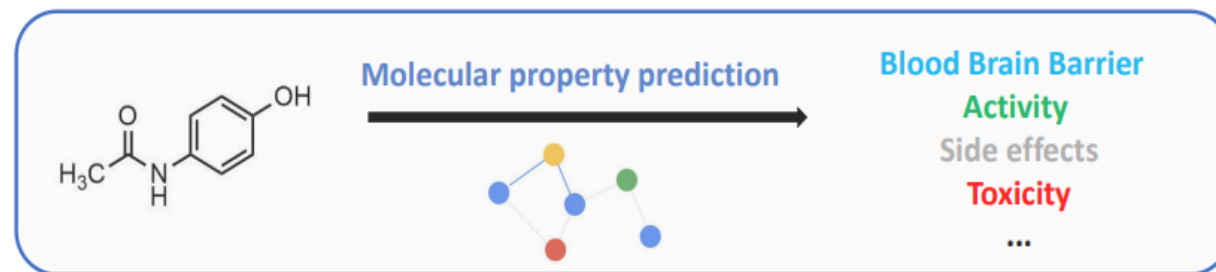 O
OH
H₃C
N
H
Molecular property prediction
Blood Brain Barrier
Activity
Side effects
Toxicity
...